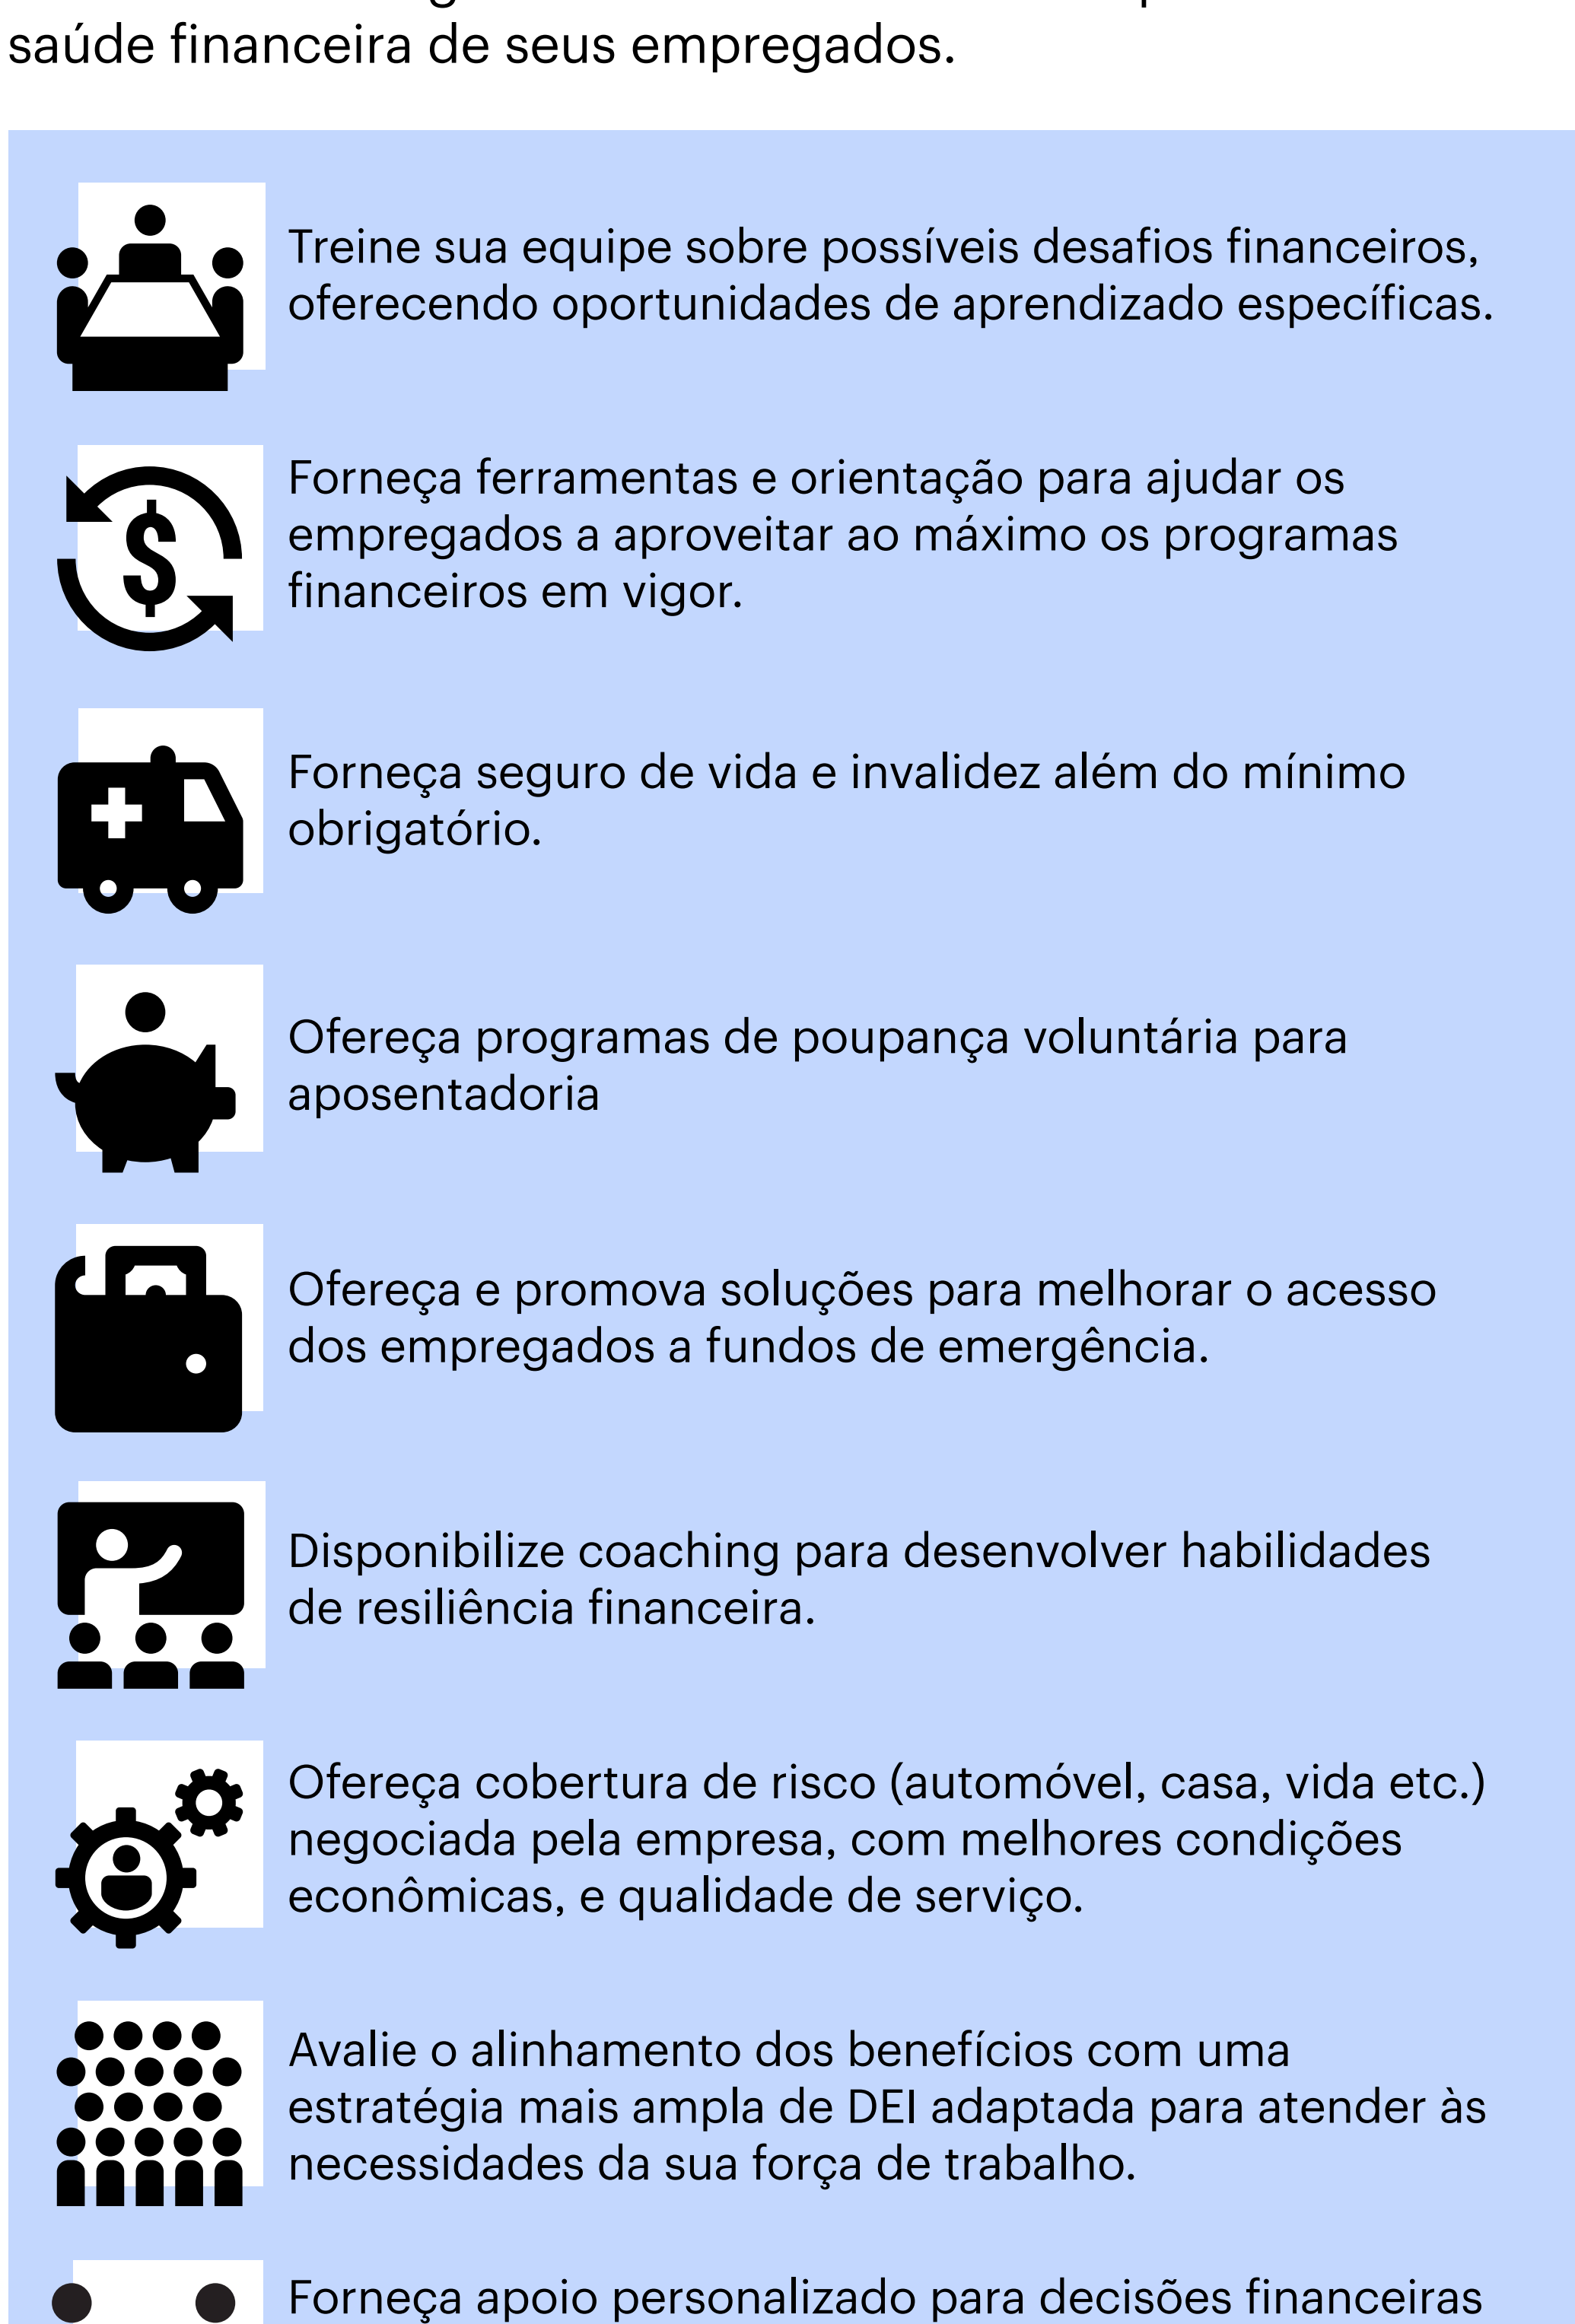 saúde financeira de seus empregados.
Treine sua equipe sobre possíveis desafios financeiros,
oferecendo oportunidades de aprendizado específicas.
Forneça ferramentas e orientação para ajudar os
empregados a aproveitar ao máximo os programas
financeiros em vigor.
Forneça seguro de vida e invalidez além do mínimo
obrigatório.
Ofereça programas de poupança voluntária para
aposentadoria
Ofereça e promova soluções para melhorar o acesso
dos empregados a fundos de emergência.
Disponibilize coaching para desenvolver habilidades
de resiliência financeira.
Ofereça cobertura de risco (automóvel, casa, vida etc.)
negociada pela empresa, com melhores condições
econômicas, e qualidade de serviço.
Avalie o alinhamento dos benefícios com uma
estratégia mais ampla de DEI adaptada para atender às
necessidades da sua força de trabalho.
Forneça apoio personalizado para decisões financeiras